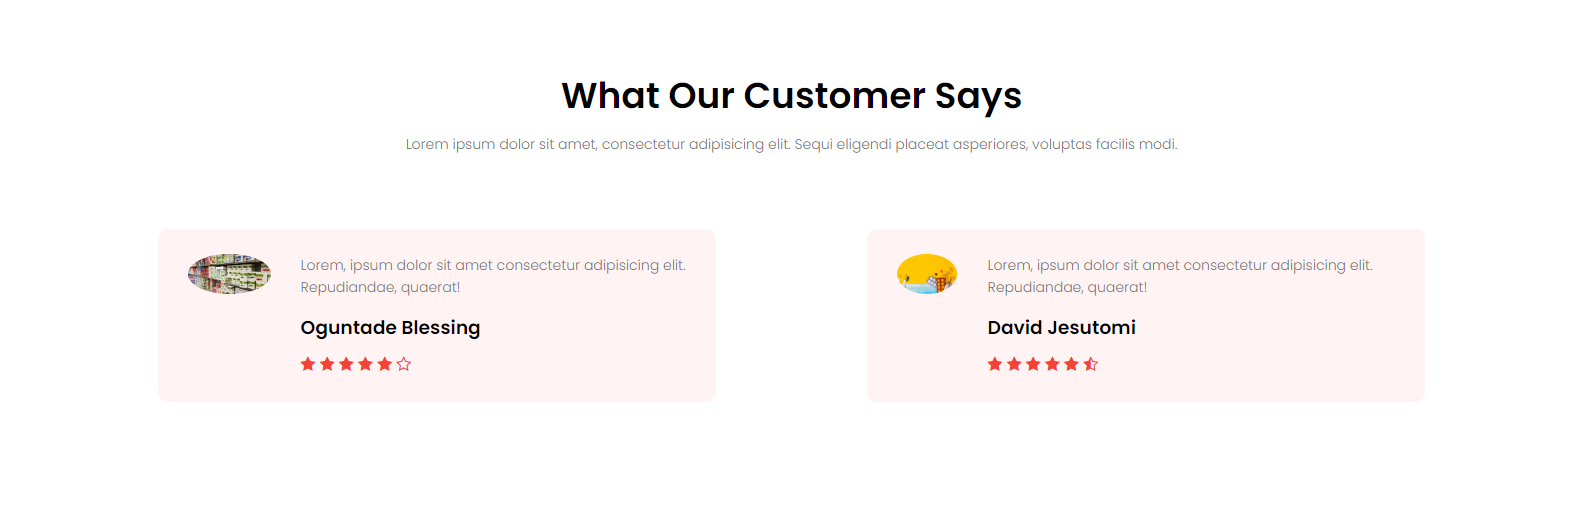 What Our Customer Says
Lorem ipsum dolor sit amet, consectetur adipisicing elit. Sequi eligendi placeat asperiores, voluptas facilis modi.
Lorem, ipsum dolor sit amet consectetur adipisicing elit.
Repudiandae, quaerat!
Oguntade Blessing
Lorem, ipsum dolor sit amet consectetur adipisicing elit.
Repudiandae, quaerat!
David Jesutomi